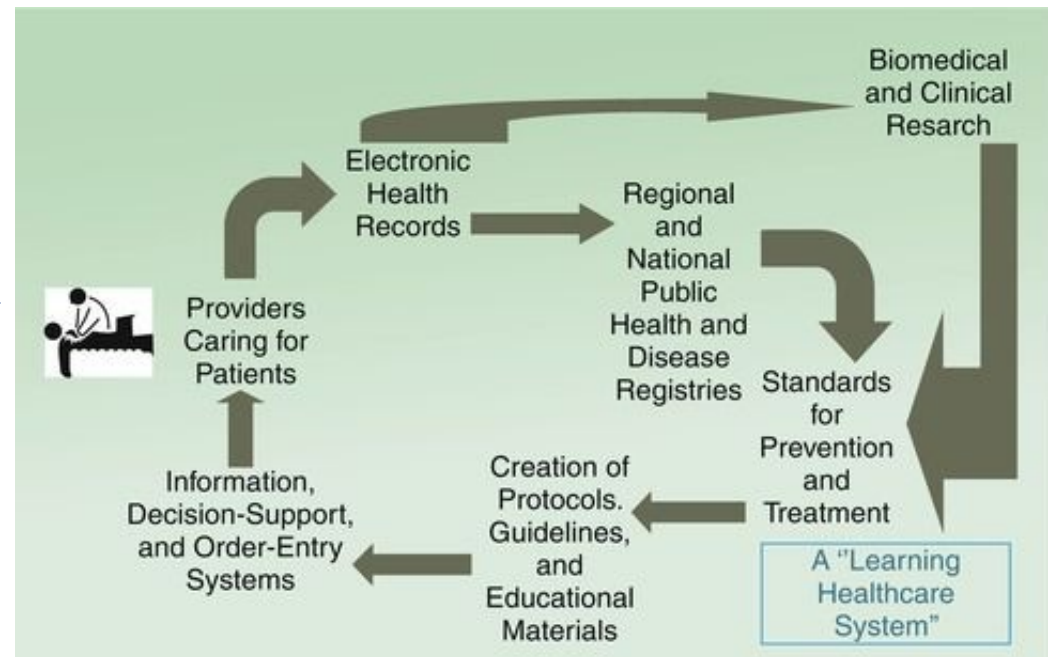 Biomedical
and Clinical
Resarch
Electronic
Health
Records
Regional
and
National
Public
Health and
Disease
Registries
Providers
Caring for
Patients
Standards
for
Prevention
and
Treatment
Creation of
Protocols.
Guidelines,
and
Educational
Materials
Information,
Decision-Support,
and Order-Entry
Systems
A ‘‘Learning
Healthcare
System”